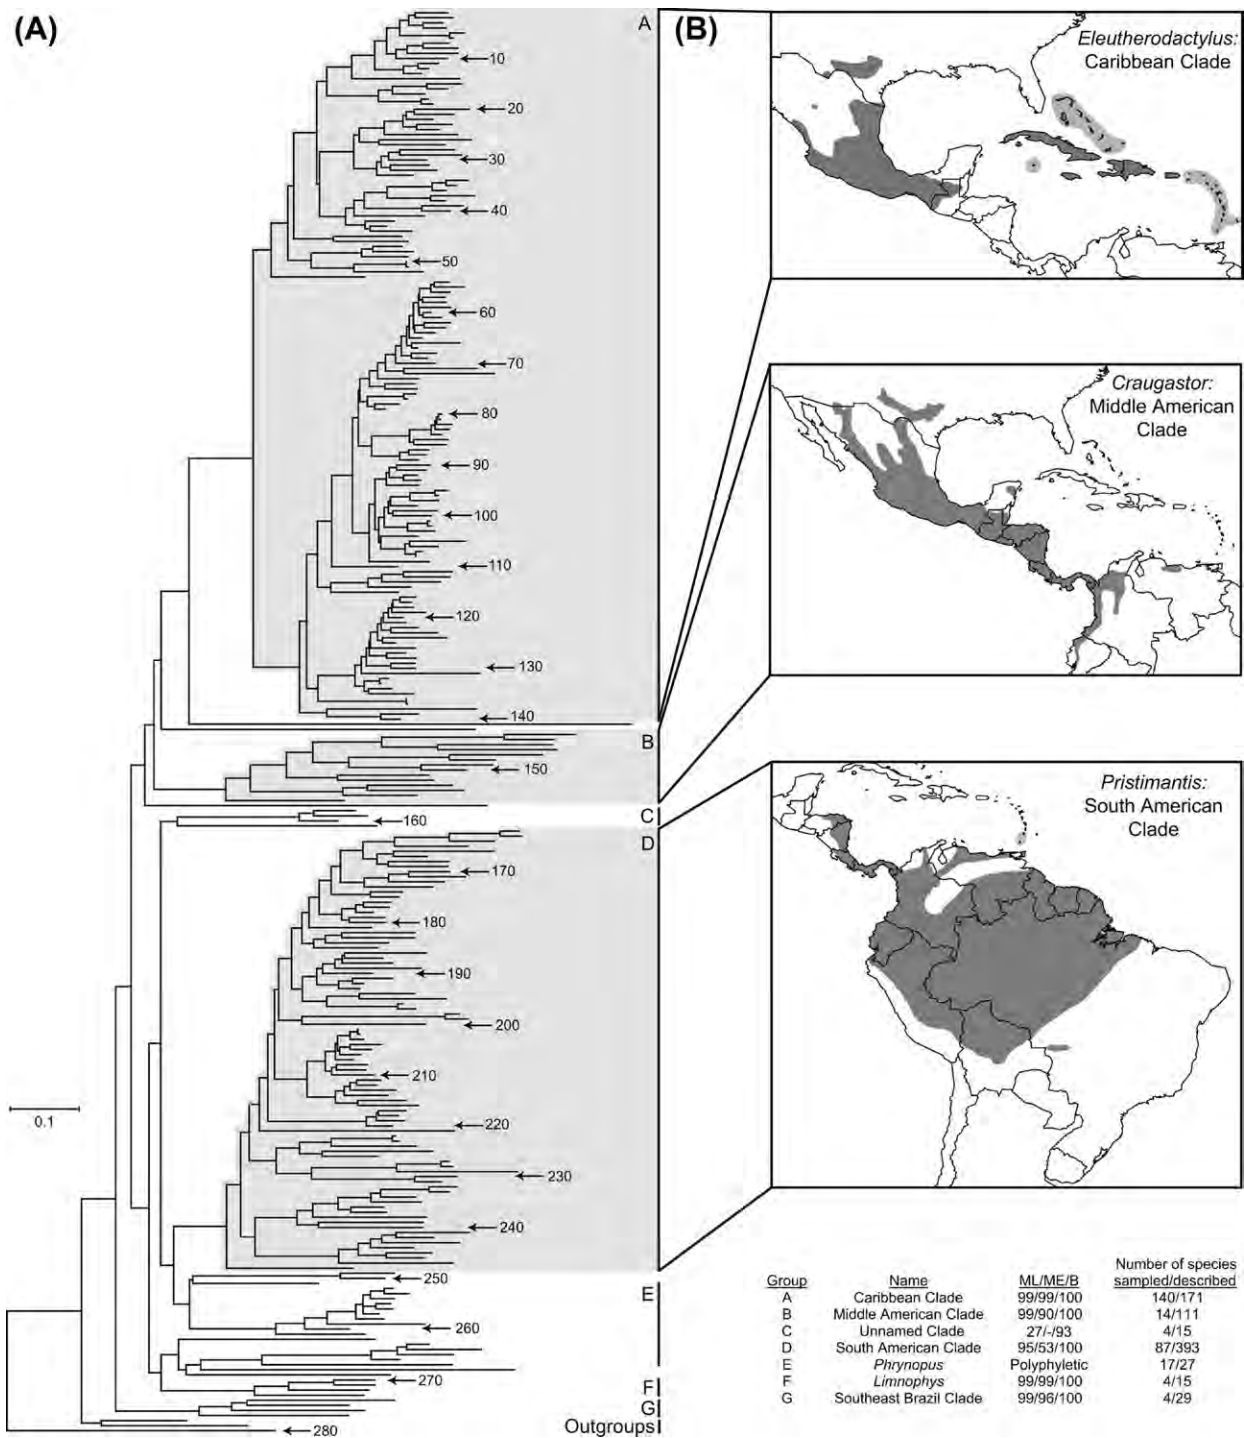 (A)
A
10
20
30
40
50
60
70
80
90
100
110
120
130
140
B
150
C
160
D
170
180
190
200
210
220
230
240
250
E
260
270
F
G
Outgroups
280
0.1
(B)
Eleutherodactylus:
Caribbean Clade
Craugastor:
Middle American
Clade
Pristimantis:
South American
Clade
Number of species
Group Name ML/ME/B sampled/described
A Caribbean Clade 99/99/100 140/171
B Middle American Clade 99/90/100 14/111
C Unnamed Clade 27/-/93 4/15
D South American Clade 95/53/100 87/393
E Phrynopus Polyphyletic 17/27
F Limnophys 99/99/100 4/15
G Southeast Brazil Clade 99/96/100 4/29